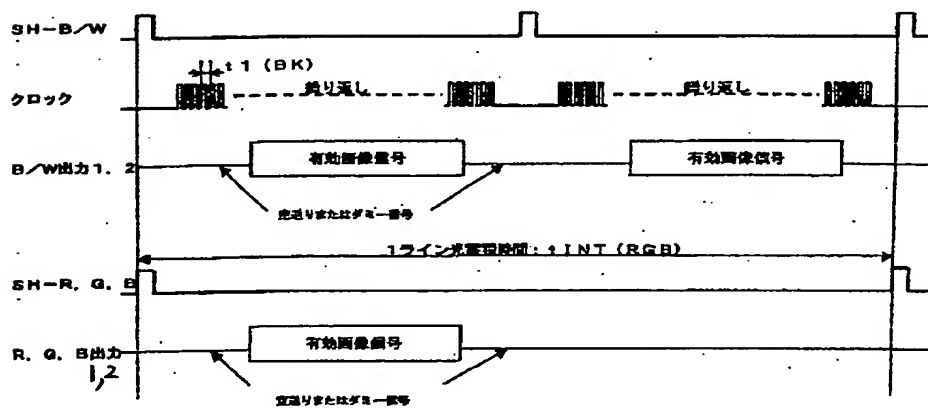 SH-B/W
t1 (BK)
クロック
繰り返し
繰り返し
B/W出力1, 2
有効画像信号
有効画像信号
空送りまたはダミー信号
1ライン光蓄積時間:tINT (RGB)
SH-R, G, B
R, G, B出力
1,2
有効画像信号
空送りまたはダミー信号